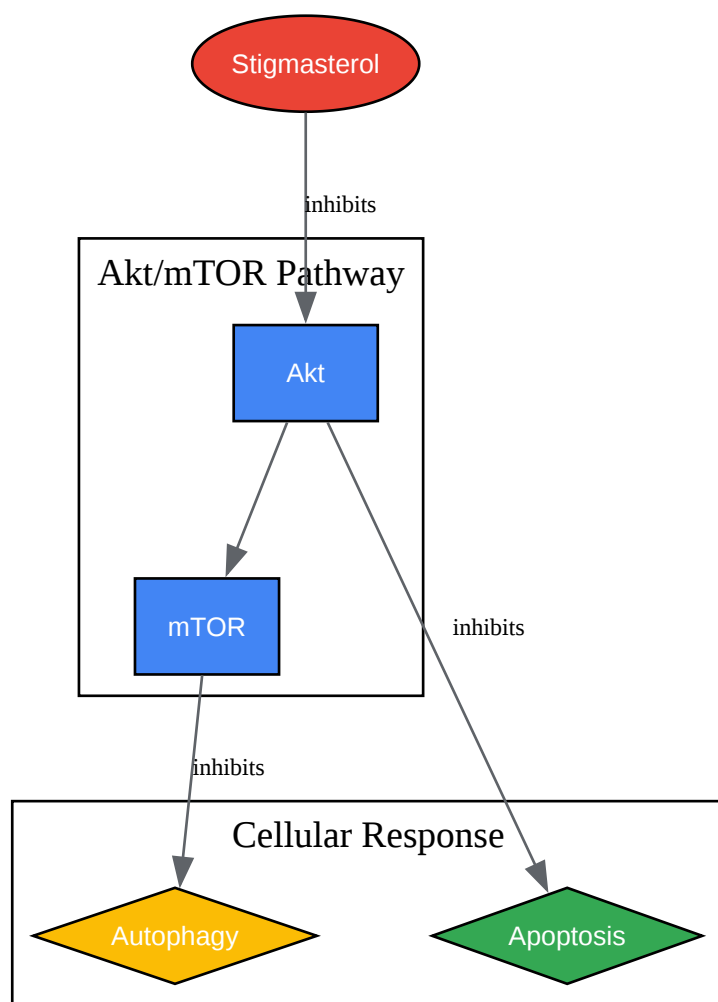 Stigmasterol
inhibits
Akt/mTOR Pathway
Akt
mTOR
inhibits
inhibits
Cellular Response
Autophagy
Apoptosis